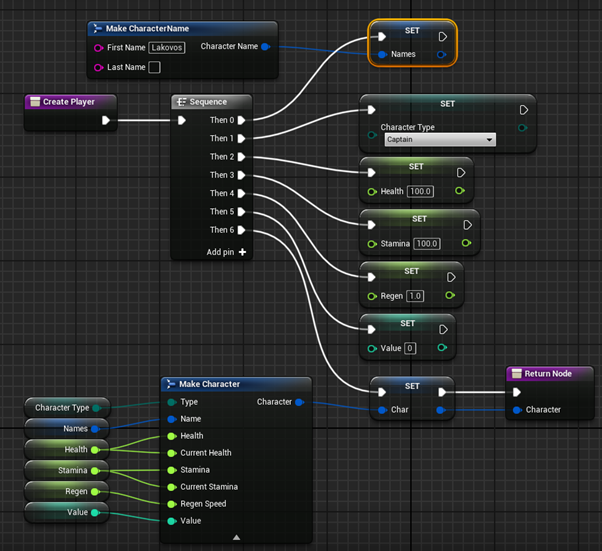 Make CharacterName
First Name Lakovos
Character Name
Last Name
SET
Names
Create Player
Sequence
Then 0
Then 1
Then 2
Then 3
Then 4
Then 5
Then 6
Add pin +
SET
Character Type
Captain
SET
Health 100.0
SET
Stamina 100.0
SET
Regen 1.0
SET
Value 0
Make Character
Type
Character
Name
Health
Current Health
Stamina
Current Stamina
Regen Speed
Value
Character Type
Names
Health
Stamina
Regen
Value
SET
Char
Return Node
Character